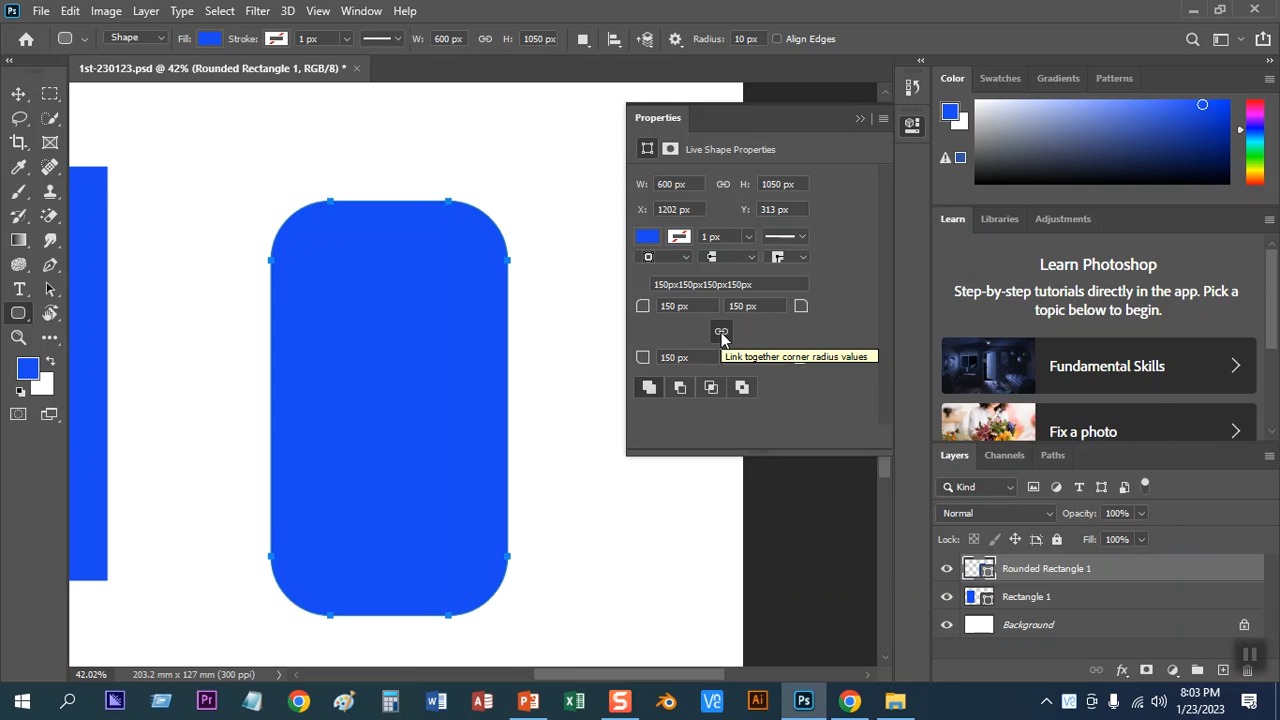 Ps File Edit Image Layer Type Select Filter 3D View Window Help
Shape Fill: Stroke: 1 px W: 600 px H: 1050 px Radius: 10 px Align Edges
1st-230123.psd @ 42% (Rounded Rectangle 1, RGB/8) * ×
Color Swatches Gradients Patterns
Properties
Live Shape Properties
W: 600 px H: 1050 px
X: 1202 px Y: 313 px
1 px
150px150px150px150px
150 px 150 px
150 px
Link together corner radius values
Learn Libraries Adjustments
Learn Photoshop
Step-by-step tutorials directly in the app. Pick a
topic below to begin.
Fundamental Skills
Fix a photo
Layers Channels Paths
Kind
Normal Opacity: 100%
Lock: Fill: 100%
Rounded Rectangle 1
Rectangle 1
Background
fx
42.02% 203.2 mm x 127 mm (300 ppi)
Pr W S Ai Ps
8:03 PM
1/23/2023